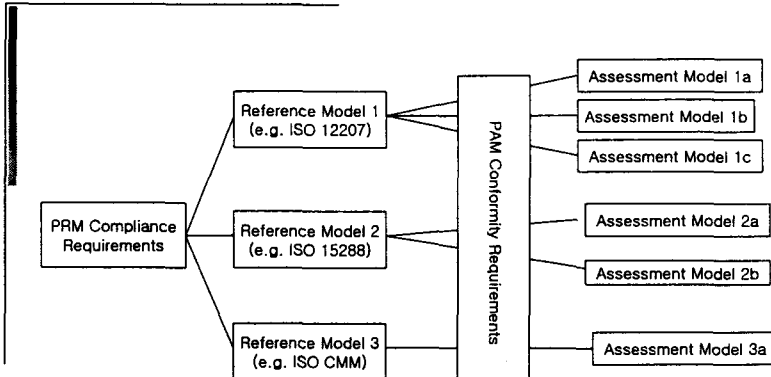 PRM Compliance
Requirements
Reference Model 1
(e.g. ISO 12207)
Reference Model 2
(e.g. ISO 15288)
Reference Model 3
(e.g. ISO CMM)
PAM Conformity Requirements
Assessment Model 1a
Assessment Model 1b
Assessment Model 1c
Assessment Model 2a
Assessment Model 2b
Assessment Model 3a